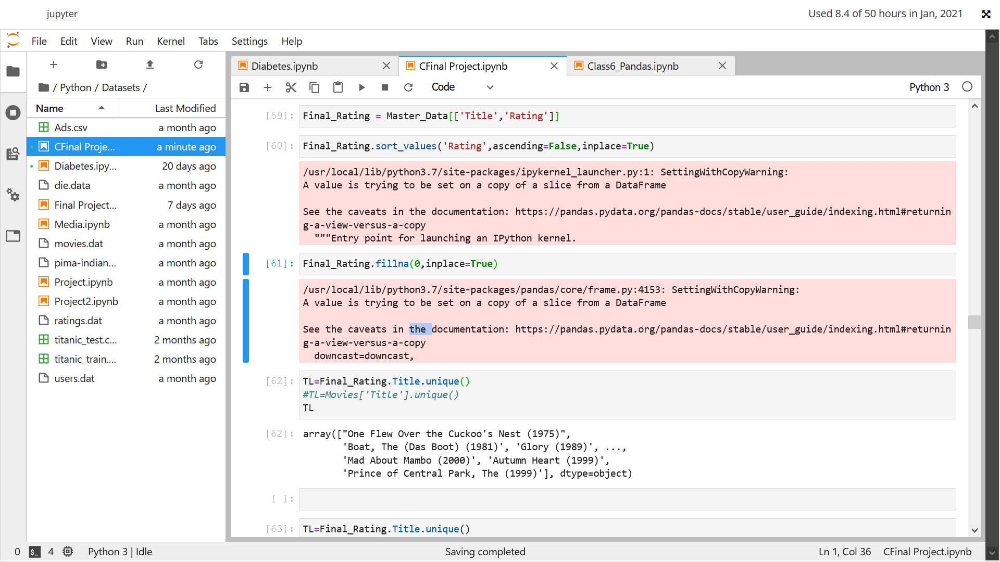 jupyter
Used 8.4 of 50 hours in Jan, 2021
File Edit View Run Kernel Tabs Settings Help
/ Python / Datasets /
Name Last Modified
Ads.csv a month ago
CFinal Proje... a minute ago
Diabetes.ipy... 20 days ago
die.data a month ago
Final Project... 7 days ago
Media.ipynb a month ago
movies.dat a month ago
pima-indian... a month ago
Project.ipynb a month ago
Project2.ipynb a month ago
ratings.dat a month ago
titanic_test.c... 2 months ago
titanic_train.... 2 months ago
users.dat a month ago
Diabetes.ipynb CFinal Project.ipynb Class6_Pandas.ipynb
Code Python 3
[59]: Final_Rating = Master_Data[['Title','Rating']]
[60]: Final_Rating.sort_values('Rating',ascending=False,inplace=True)
/usr/local/lib/python3.7/site-packages/ipykernel_launcher.py:1: SettingWithCopyWarning:
A value is trying to be set on a copy of a slice from a DataFrame
See the caveats in the documentation: https://pandas.pydata.org/pandas-docs/stable/user_guide/indexing.html#returnin
g-a-view-versus-a-copy
"""Entry point for launching an IPython kernel.
[61]: Final_Rating.fillna(0,inplace=True)
/usr/local/lib/python3.7/site-packages/pandas/core/frame.py:4153: SettingWithCopyWarning:
A value is trying to be set on a copy of a slice from a DataFrame
See the caveats in the documentation: https://pandas.pydata.org/pandas-docs/stable/user_guide/indexing.html#returnin
g-a-view-versus-a-copy
downcast=downcast,
[62]: TL=Final_Rating.Title.unique()
#TL=Movies['Title'].unique()
TL
[62]: array(["One Flew Over the Cuckoo's Nest (1975)",
'Boat, The (Das Boot) (1981)', 'Glory (1989)', ...,
'Mad About Mambo (2000)', 'Autumn Heart (1999)',
'Prince of Central Park, The (1999)'], dtype=object)
[ ]:
[63]: TL=Final_Rating.Title.unique()
0 $_ 4 Python 3 | Idle Saving completed Ln 1, Col 36 CFinal Project.ipynb